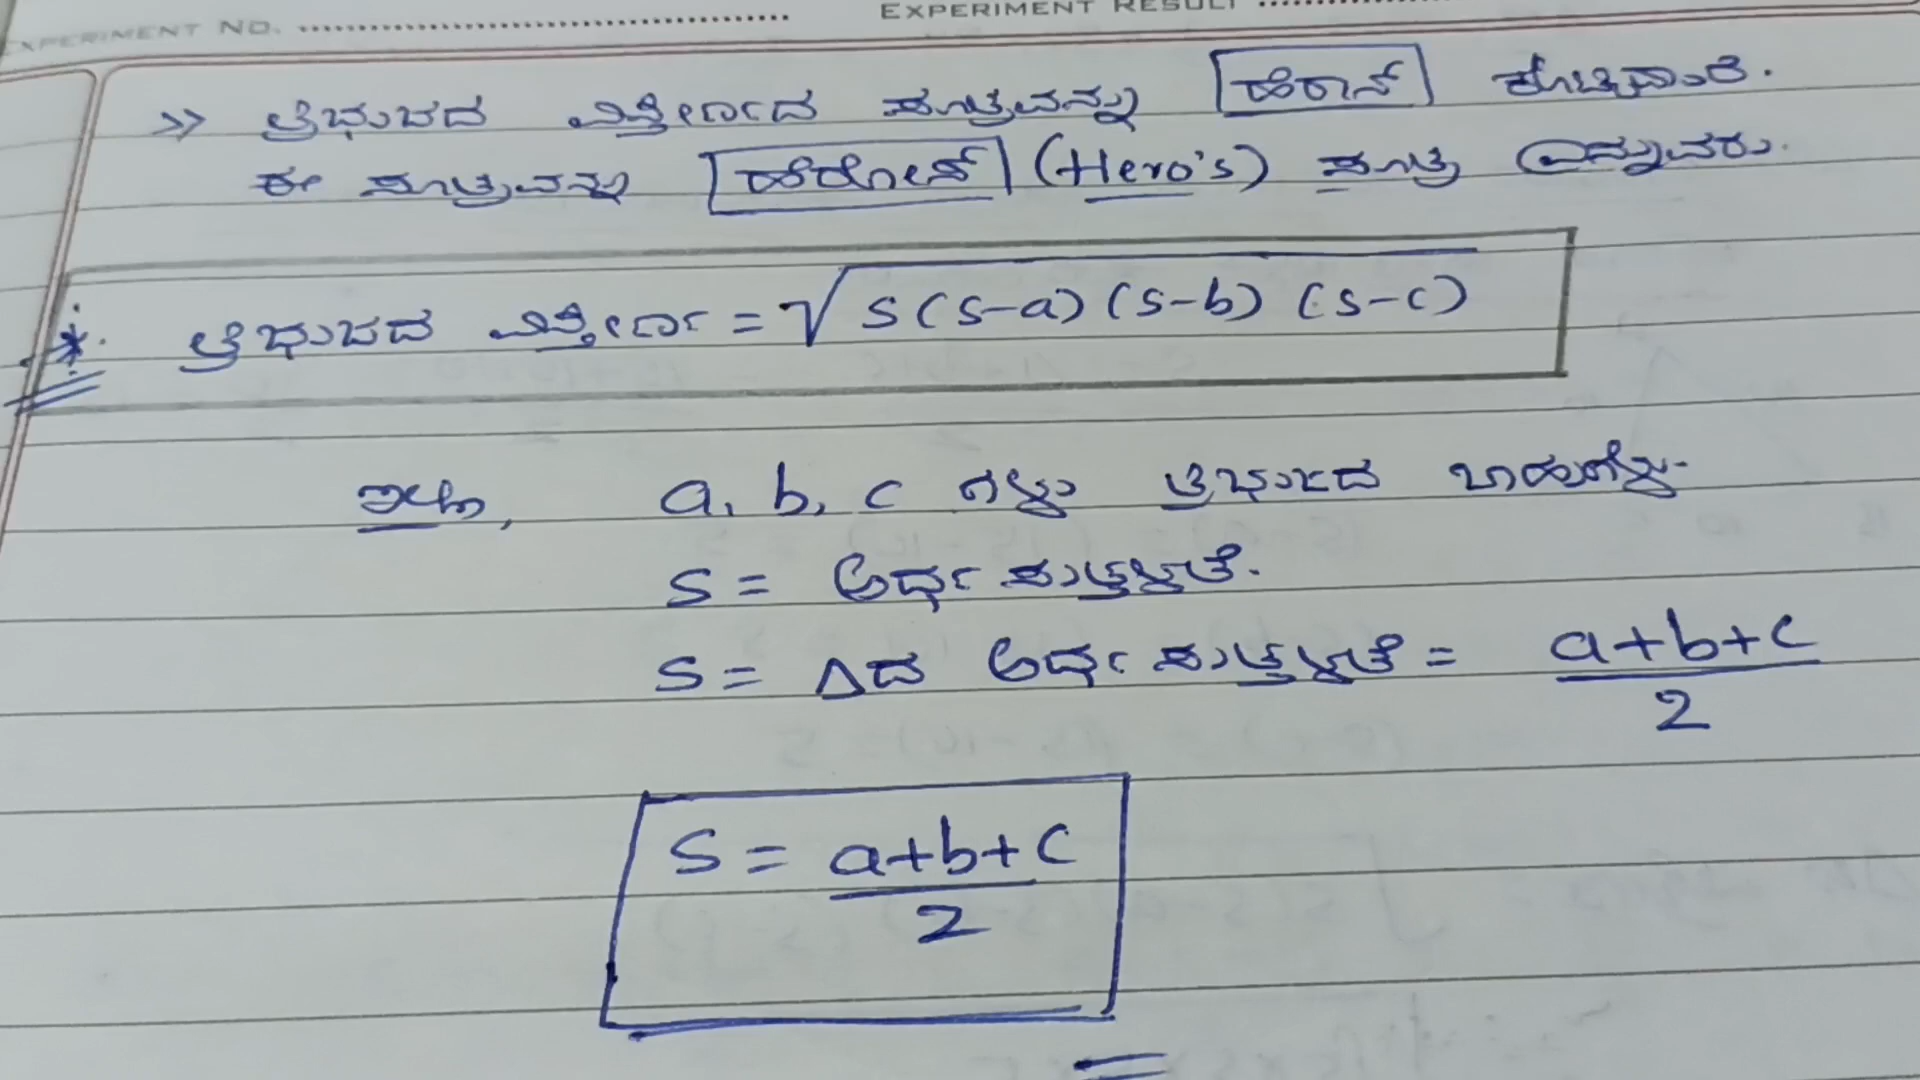 EXPERIMENT NO. ........ EXPERIMENT RESULT ........
>> ತ್ರಿಭುಜದ ವಿಸ್ತೀರ್ಣದ ಸೂತ್ರವನ್ನು ಹೆರಾನ್ ಕೊಟ್ಟಿದ್ದಾರೆ.
ಈ ಸೂತ್ರವನ್ನು ಹೆರೋಸ್ (Hero's) ಸೂತ್ರ ಎನ್ನುವರು.
* ತ್ರಿಭುಜದ ವಿಸ್ತೀರ್ಣ = √s(s-a)(s-b)(s-c)
ಇಲ್ಲಿ, a, b, c ಗಳು ತ್ರಿಭುಜದ ಬಾಹುಗಳು.
s = ಅರ್ಧ ಸುತ್ತಳತೆ.
s = Δದ ಅರ್ಧ ಸುತ್ತಳತೆ = a+b+c
2
s = a+b+c
2